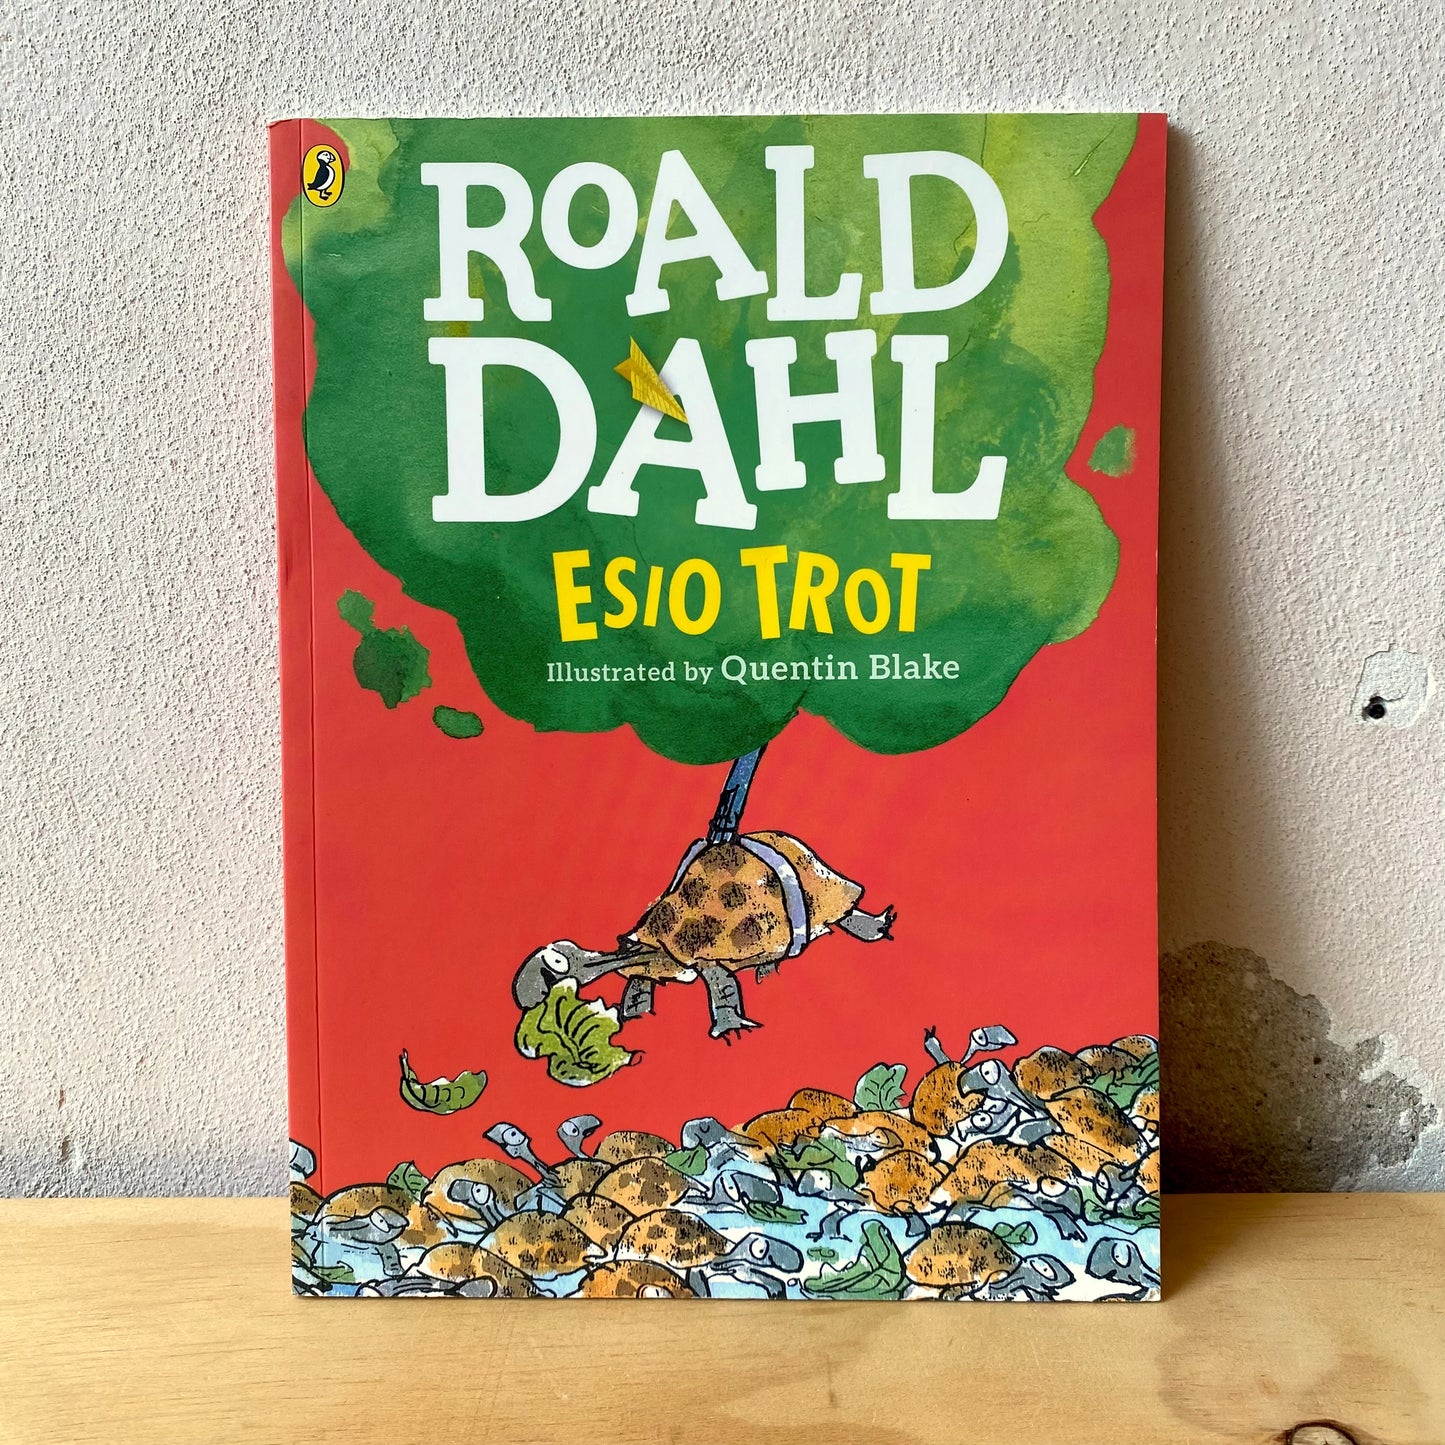 ROALD
DAHL
ESIO TROT
Illustrated by Quentin Blake